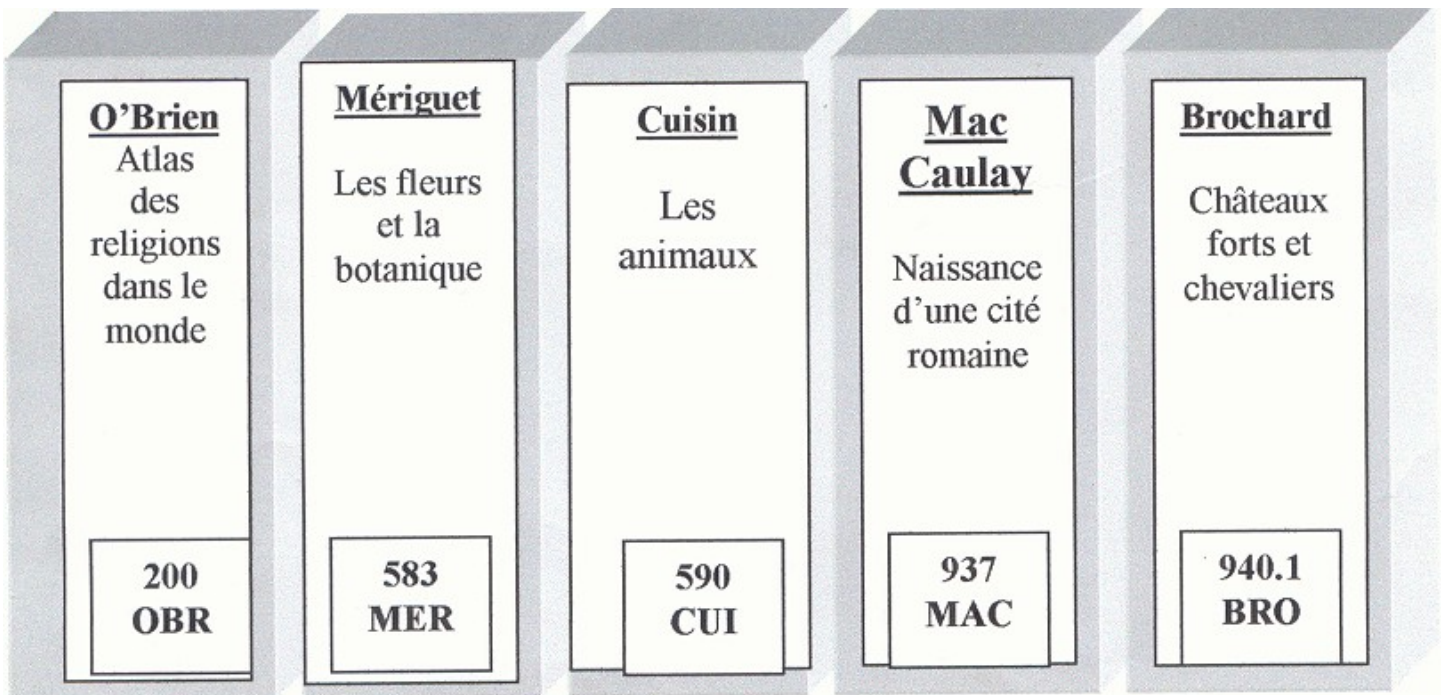 O'Brien
Atlas
des
religions
dans le
monde
200
OBR
Mériguet
Les fleurs
et la
botanique
583
MER
Cuisin
Les
animaux
590
CUI
Mac
Caulay
Naissance
d'une cité
romaine
937
MAC
Brochard
Châteaux
forts et
chevaliers
940.1
BRO